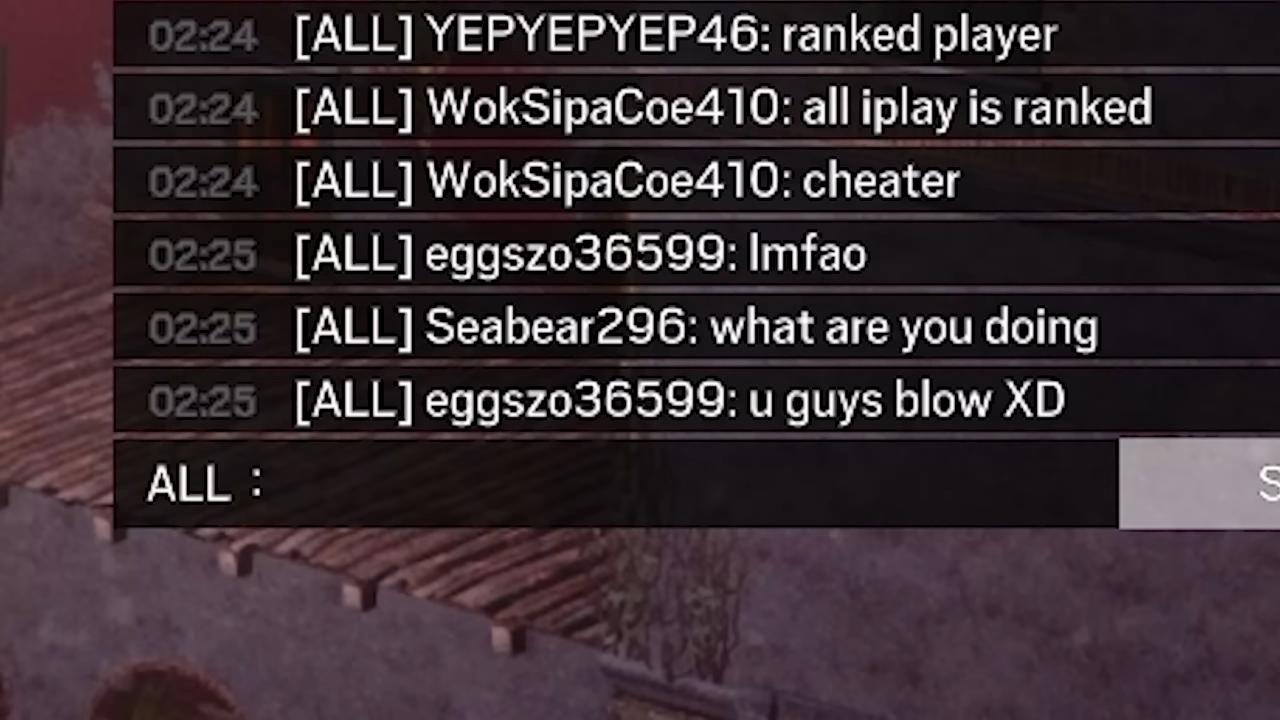 02:24 [ALL] YEPYEPYEP46: ranked player
02:24 [ALL] WokSipaCoe410: all iplay is ranked
02:24 [ALL] WokSipaCoe410: cheater
02:25 [ALL] eggszo36599: lmfao
02:25 [ALL] Seabear296: what are you doing
02:25 [ALL] eggszo36599: u guys blow XD
ALL : S